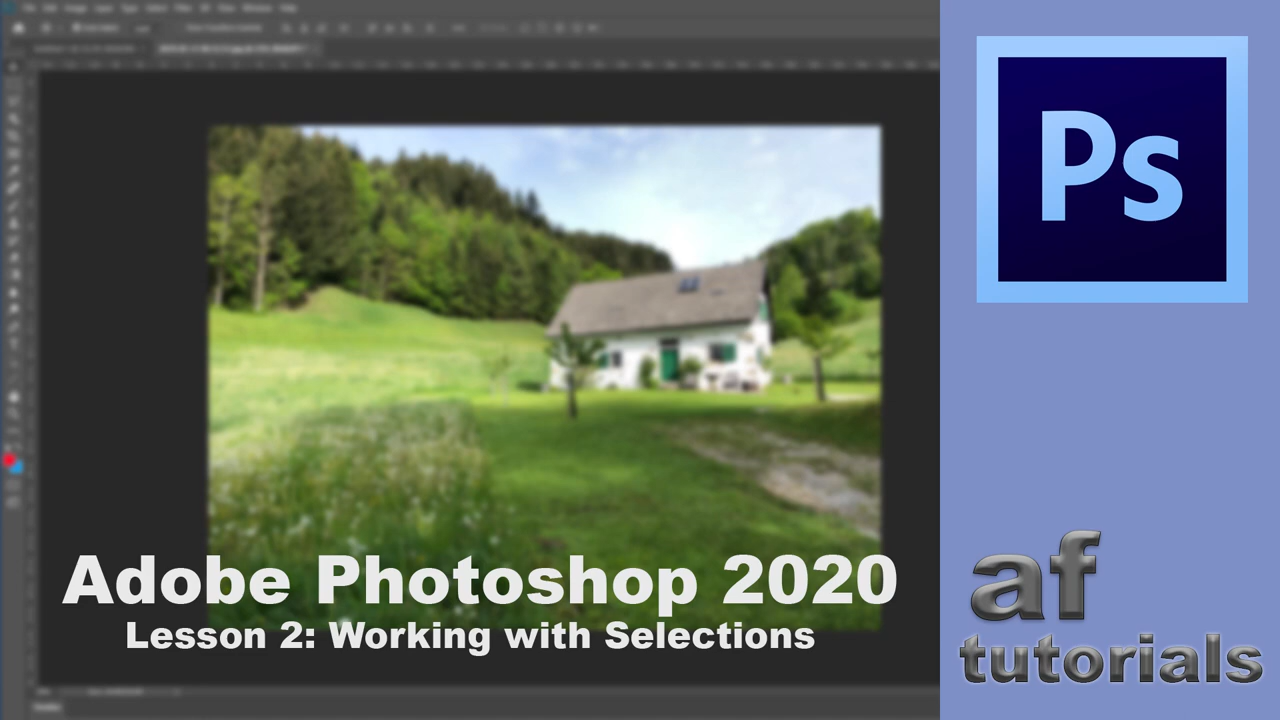 Ps
Adobe Photoshop 2020
Lesson 2: Working with Selections
af
tutorials